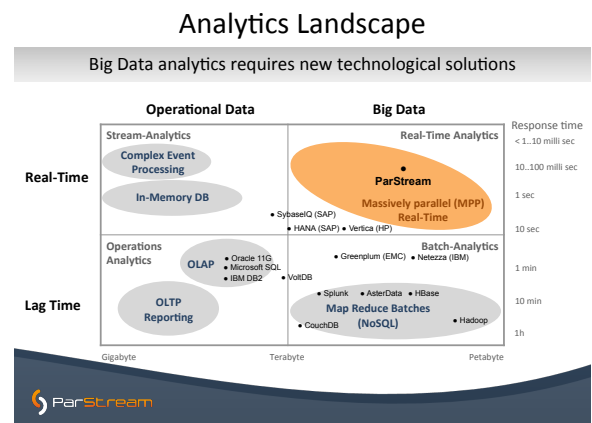 Analytics Landscape
Big Data analytics requires new technological solutions
Operational Data
Big Data
Response time
Stream-Analytics
Real-Time Analytics
< 1..10 milli sec
Complex Event
Processing
10..100 milli sec
Real-Time
ParStream
In-Memory DB
1 sec
Massively parallel (MPP)
Real-Time
SybaseIQ (SAP)
HANA (SAP)
Vertica (HP)
10 sec
Operations
Analytics
Batch-Analytics
OLAP
Oracle 11G
Microsoft SQL
IBM DB2
VoltDB
Greenplum (EMC)
Netezza (IBM)
1 min
Lag Time
OLTP
Reporting
Splunk
AsterData
HBase
10 min
Map Reduce Batches
(NoSQL)
CouchDB
Hadoop
1h
Gigabyte
Terabyte
Petabyte
ParStream